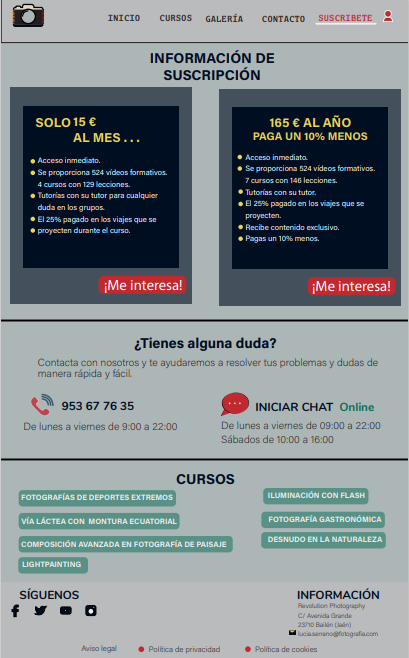 INICIO CURSOS GALERÍA CONTACTO SUSCRIBETE
INFORMACIÓN DE
SUSCRIPCIÓN
SOLO 15 €
AL MES . . .
Acceso inmediato.
Se proporciona 524 vídeos formativos.
4 cursos con 129 lecciones.
Tutorías con su tutor para cualquier
duda en los grupos.
El 25% pagado en los viajes que se
proyecten durante el curso.
¡Me interesa!
165 € AL AÑO
PAGA UN 10% MENOS
Acceso inmediato.
Se proporciona 524 vídeos formativos.
7 cursos con 146 lecciones.
Tutorías con su tutor.
El 25% pagado en los viajes que se
proyecten.
Recibe contenido exclusivo.
Pagas un 10% menos.
¡Me interesa!
¿Tienes alguna duda?
Contacta con nosotros y te ayudaremos a resolver tus problemas y dudas de
manera rápida y fácil.
953 67 76 35
De lunes a viernes de 9:00 a 22:00
INICIAR CHAT Online
De lunes a viernes de 09:00 a 22:00
Sábados de 10:00 a 16:00
CURSOS
FOTOGRAFÍAS DE DEPORTES EXTREMOS
VÍA LÁCTEA CON MONTURA ECUATORIAL
COMPOSICIÓN AVANZADA EN FOTOGRAFÍA DE PAISAJE
LIGHTPAINTING
ILUMINACIÓN CON FLASH
FOTOGRAFÍA GASTRONÓMICA
DESNUDO EN LA NATURALEZA
SÍGUENOS
INFORMACIÓN
Revolution Photography
C/ Avenida Grande
23710 Bailén (Jaén)
lucia.serrano@fotografia.com
Aviso legal Política de privacidad Política de cookies